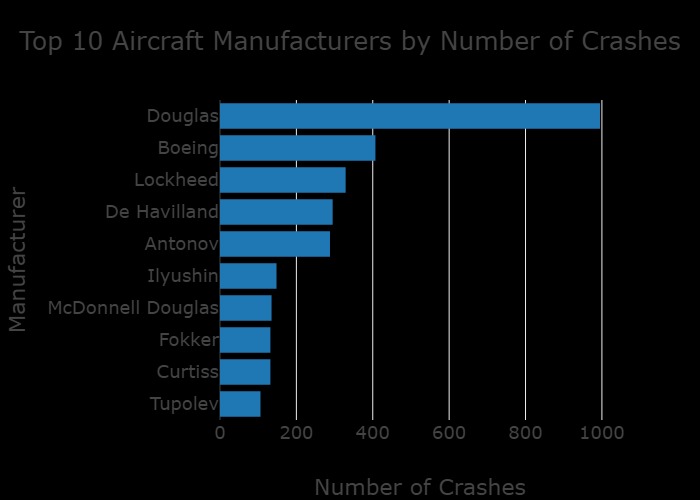 Top 10 Aircraft Manufacturers by Number of Crashes
Manufacturer
Douglas
Boeing
Lockheed
De Havilland
Antonov
Ilyushin
McDonnell Douglas
Fokker
Curtiss
Tupolev
0 200 400 600 800 1000
Number of Crashes